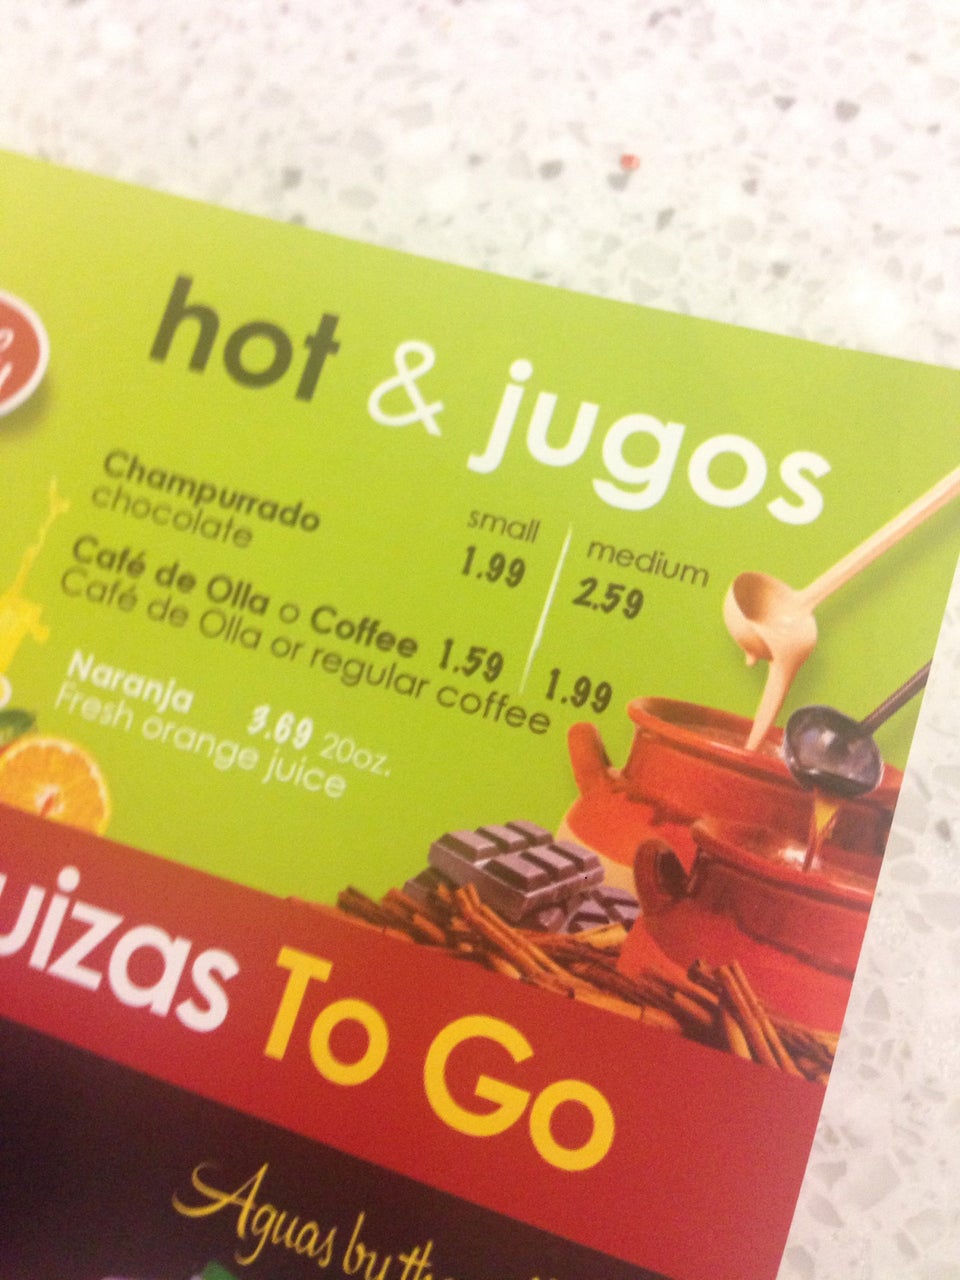 hot & jugos
small | medium
Champurrado 1.99 2.59
chocolate
Café de Olla o Coffee 1.59 1.99
Café de Olla or regular coffee
Naranja 3.69 20oz.
Fresh orange juice
To Go
Aguas by